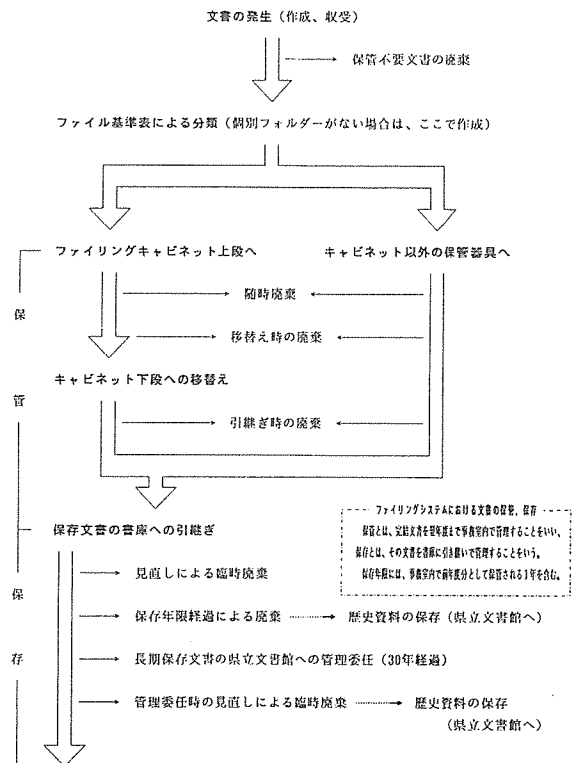 文書の発生（作成、収受）
保管不要文書の廃棄
ファイル基準表による分類（個別フォルダーがない場合は、ここで作成）
ファイリングキャビネット上段へ
キャビネット以外の保管器具へ
随時廃棄
移替え時の廃棄
キャビネット下段への移替え
引継ぎ時の廃棄
保管
保存文書の書庫への引継ぎ
ファイリングシステムにおける文書の保管、保存
保管とは、完結文書を翌年度まで事務室内で管理することをいい、
保存とは、その文書を書庫に引き継いで管理することをいう。
保存年限には、事務室内で前年度分として保管される1年を含む。
保存
見直しによる臨時廃棄
保存年限経過による廃棄
歴史資料の保存（県立文書館へ）
長期保存文書の県立文書館への管理委任（30年経過）
管理委任時の見直しによる臨時廃棄
歴史資料の保存
（県立文書館へ）